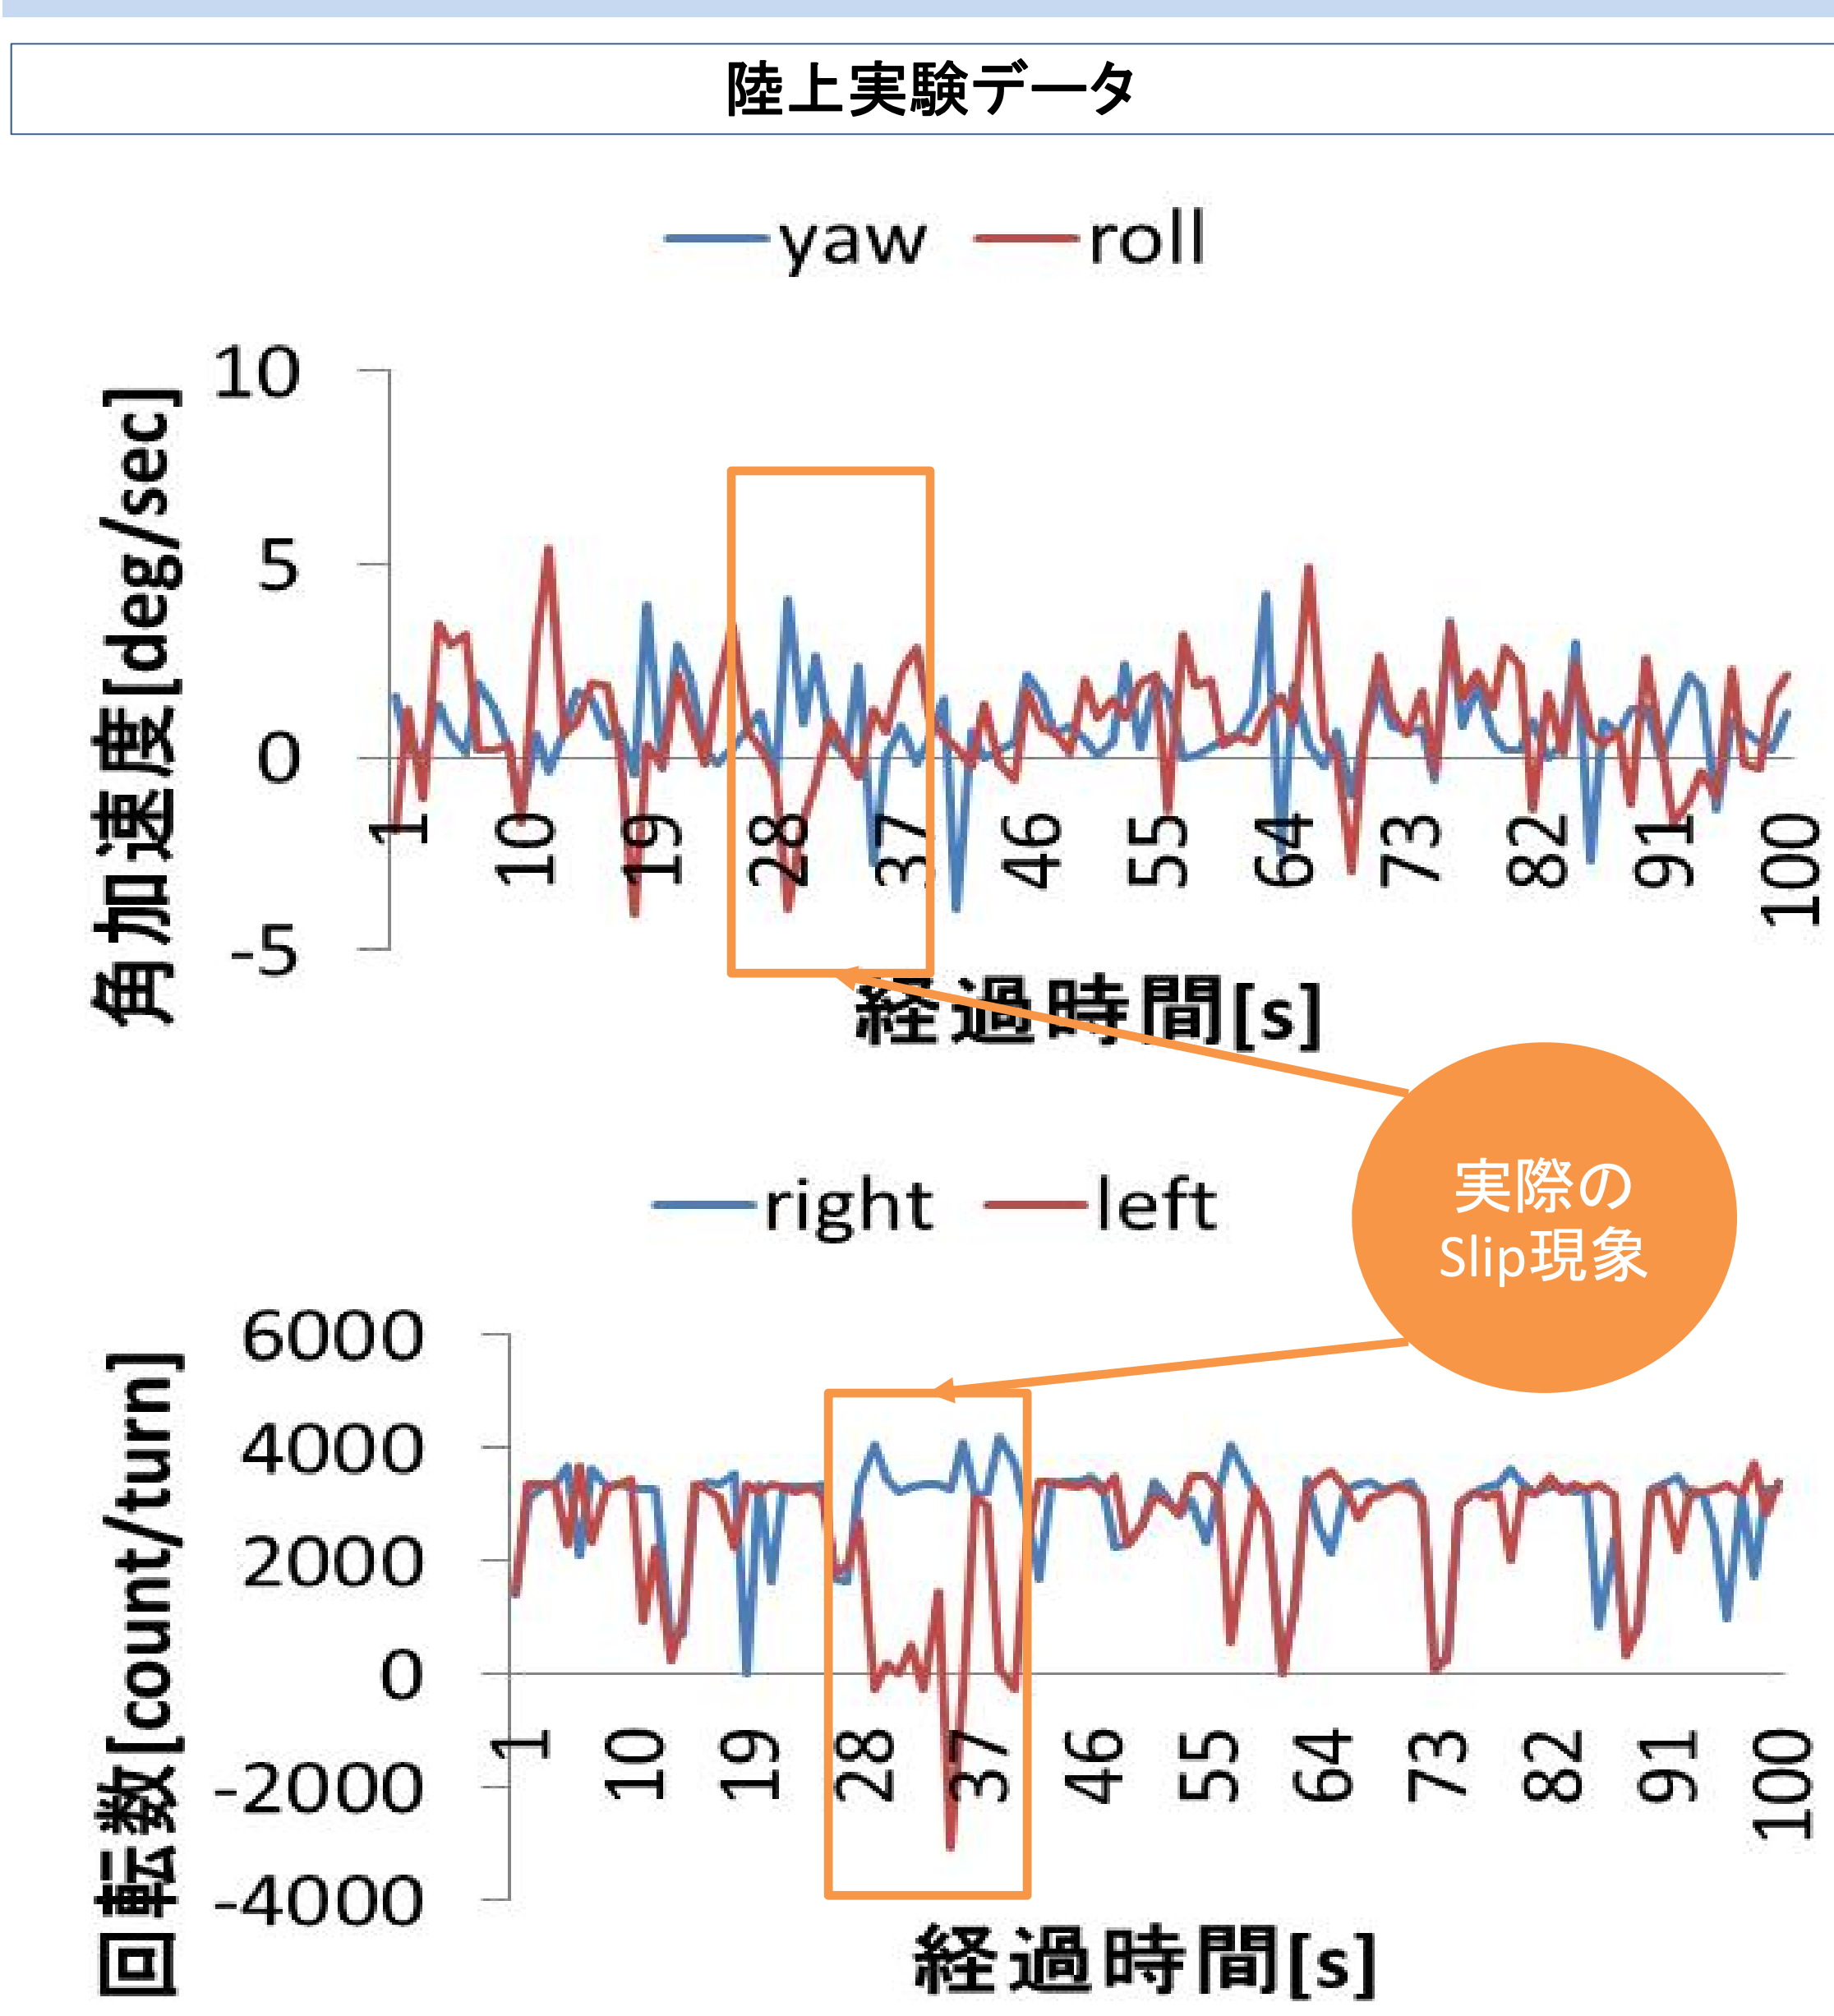 陸上実験データ
yaw roll
角加速度[deg/sec]
10
5
0
-5
1 10 19 28 37 46 55 64 73 82 91 100
経過時間[s]
実際の
Slip現象
right left
回転数[count/turn]
6000
4000
2000
0
-2000
-4000
1 10 19 28 37 46 55 64 73 82 91 100
経過時間[s]